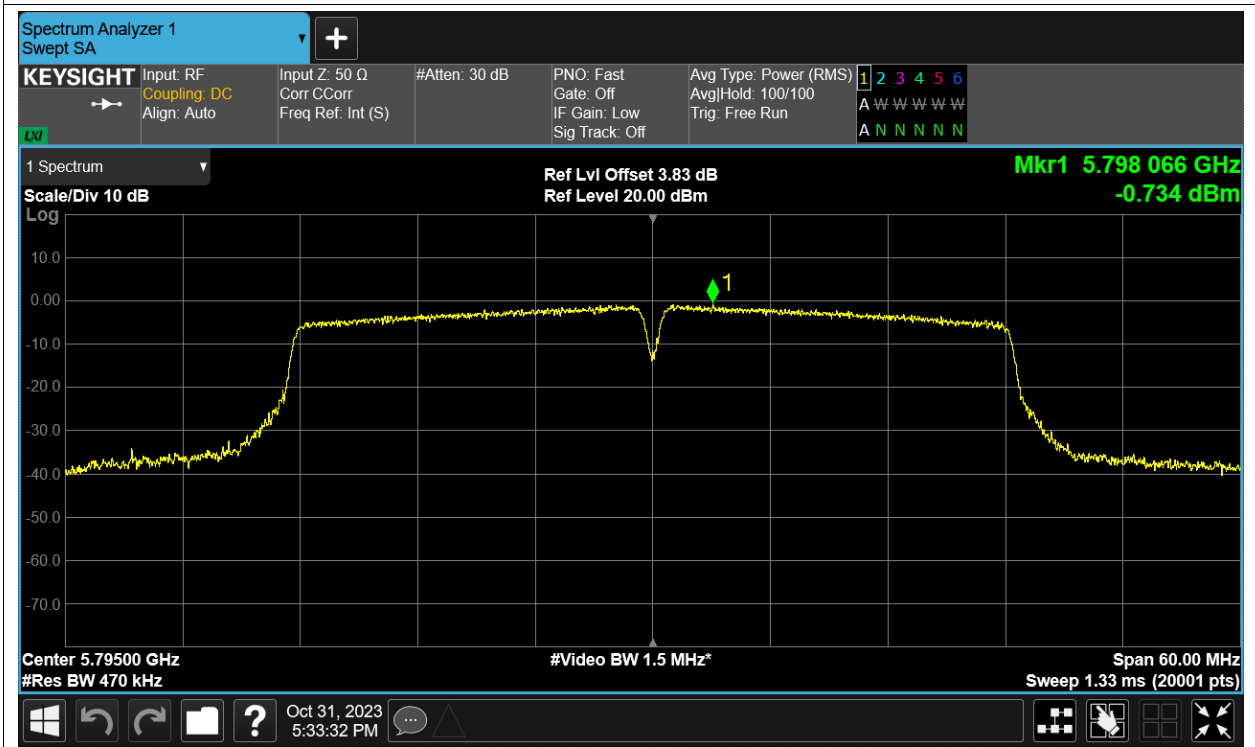 Spectrum Analyzer 1
Swept SA
KEYSIGHT
LXI
Input: RF
Coupling: DC
Align: Auto
Input Z: 50 Ω
Corr CCorr
Freq Ref: Int (S)
#Atten: 30 dB
PNO: Fast
Gate: Off
IF Gain: Low
Sig Track: Off
Avg Type: Power (RMS)
Avg|Hold: 100/100
Trig: Free Run
1 2 3 4 5 6
A W W W W W
A N N N N N
1 Spectrum
Scale/Div 10 dB
Log
Ref Lvl Offset 3.83 dB
Ref Level 20.00 dBm
Mkr1 5.798 066 GHz
-0.734 dBm
10.0
0.00
-10.0
-20.0
-30.0
-40.0
-50.0
-60.0
-70.0
1
Center 5.79500 GHz
#Res BW 470 kHz
#Video BW 1.5 MHz*
Span 60.00 MHz
Sweep 1.33 ms (20001 pts)
?
Oct 31, 2023
5:33:32 PM